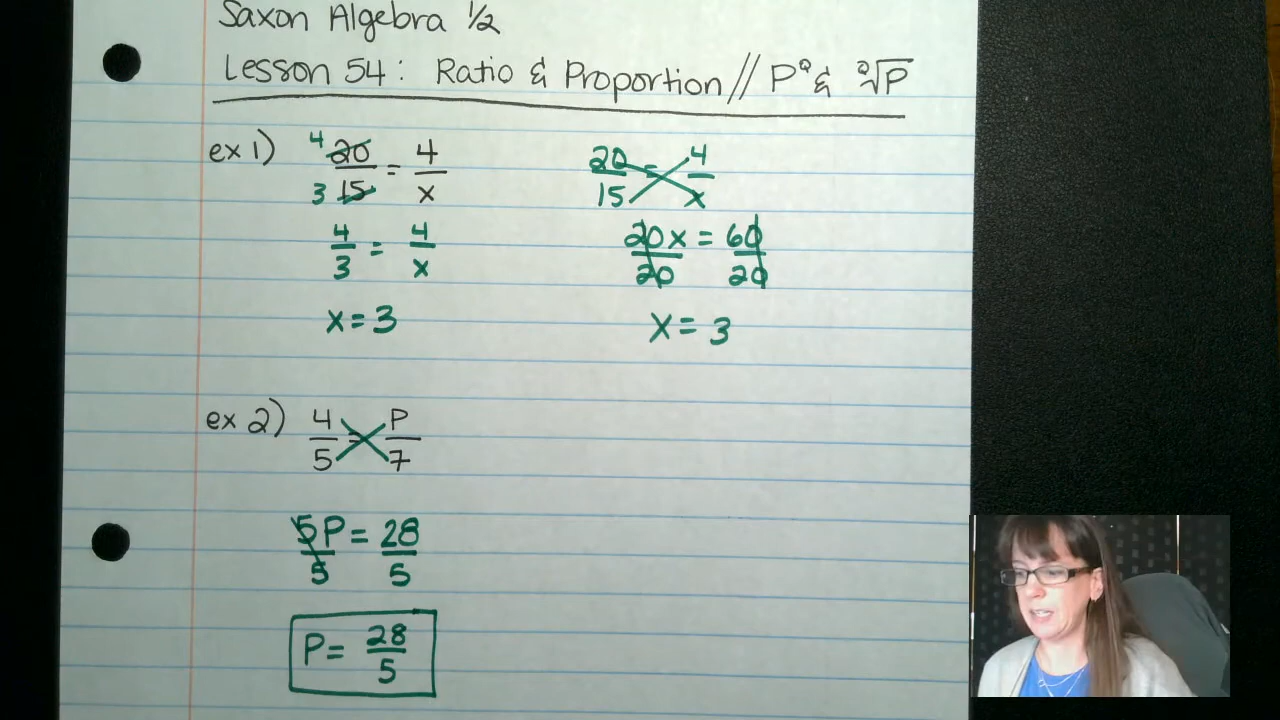 Saxon Algebra 1/2
Lesson 54: Ratio & Proportion // P^Q & Q√P
ex 1) 4 20/3 15 = 4/x
20/15 = 4/x
4/3 = 4/x
20x/20 = 60/20
x = 3
x = 3
ex 2) 4/5 = P/7
5P/5 = 28/5
P = 28/5